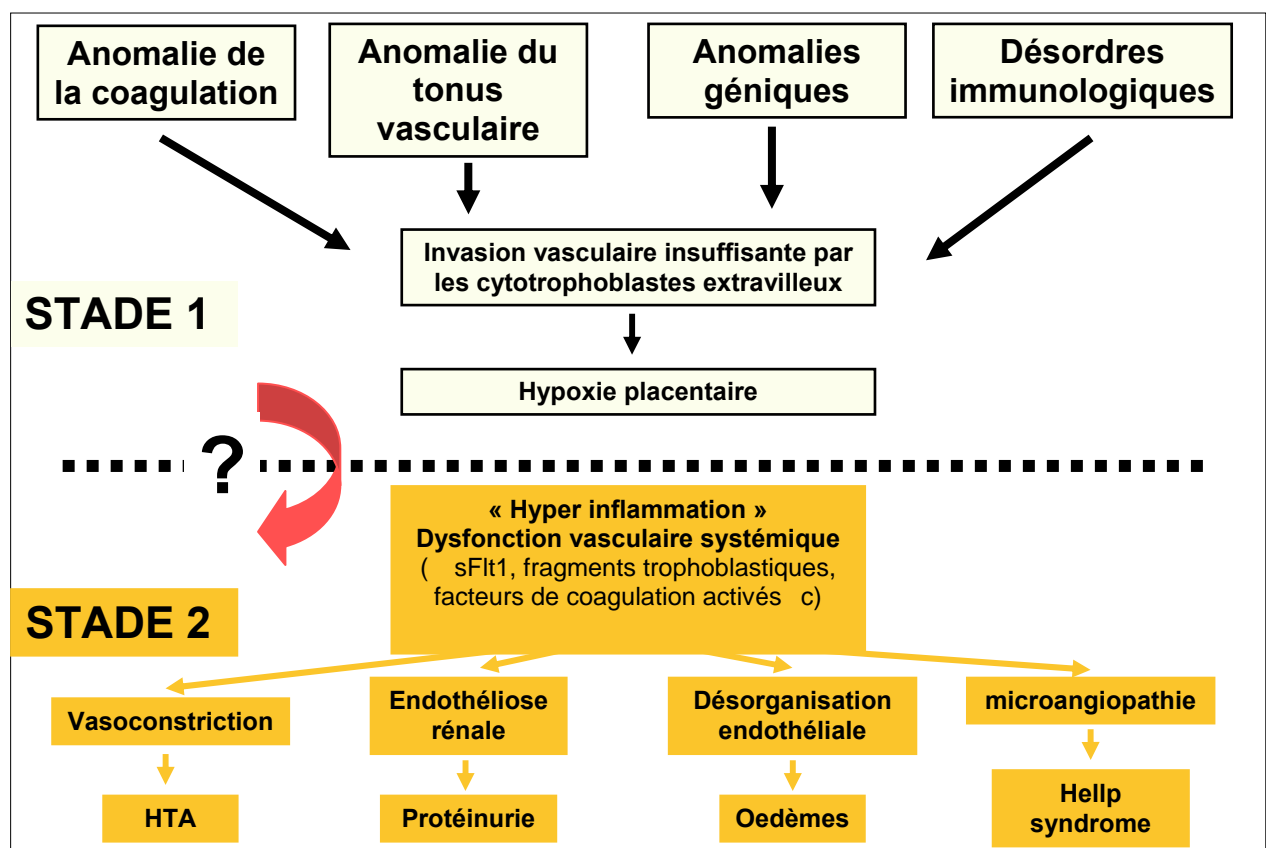 Anomalie de
la coagulation
Anomalie du
tonus
vasculaire
Anomalies
géniques
Désordres
immunologiques
Invasion vasculaire insuffisante par
les cytotrophoblastes extravilleux
STADE 1
Hypoxie placentaire
?
« Hyper inflammation »
Dysfonction vasculaire systémique
( sFlt1, fragments trophoblastiques,
facteurs de coagulation activés c)
STADE 2
Vasoconstriction
Endothéliose
rénale
Désorganisation
endothéliale
microangiopathie
HTA
Protéinurie
Oedèmes
Hellp
syndrome